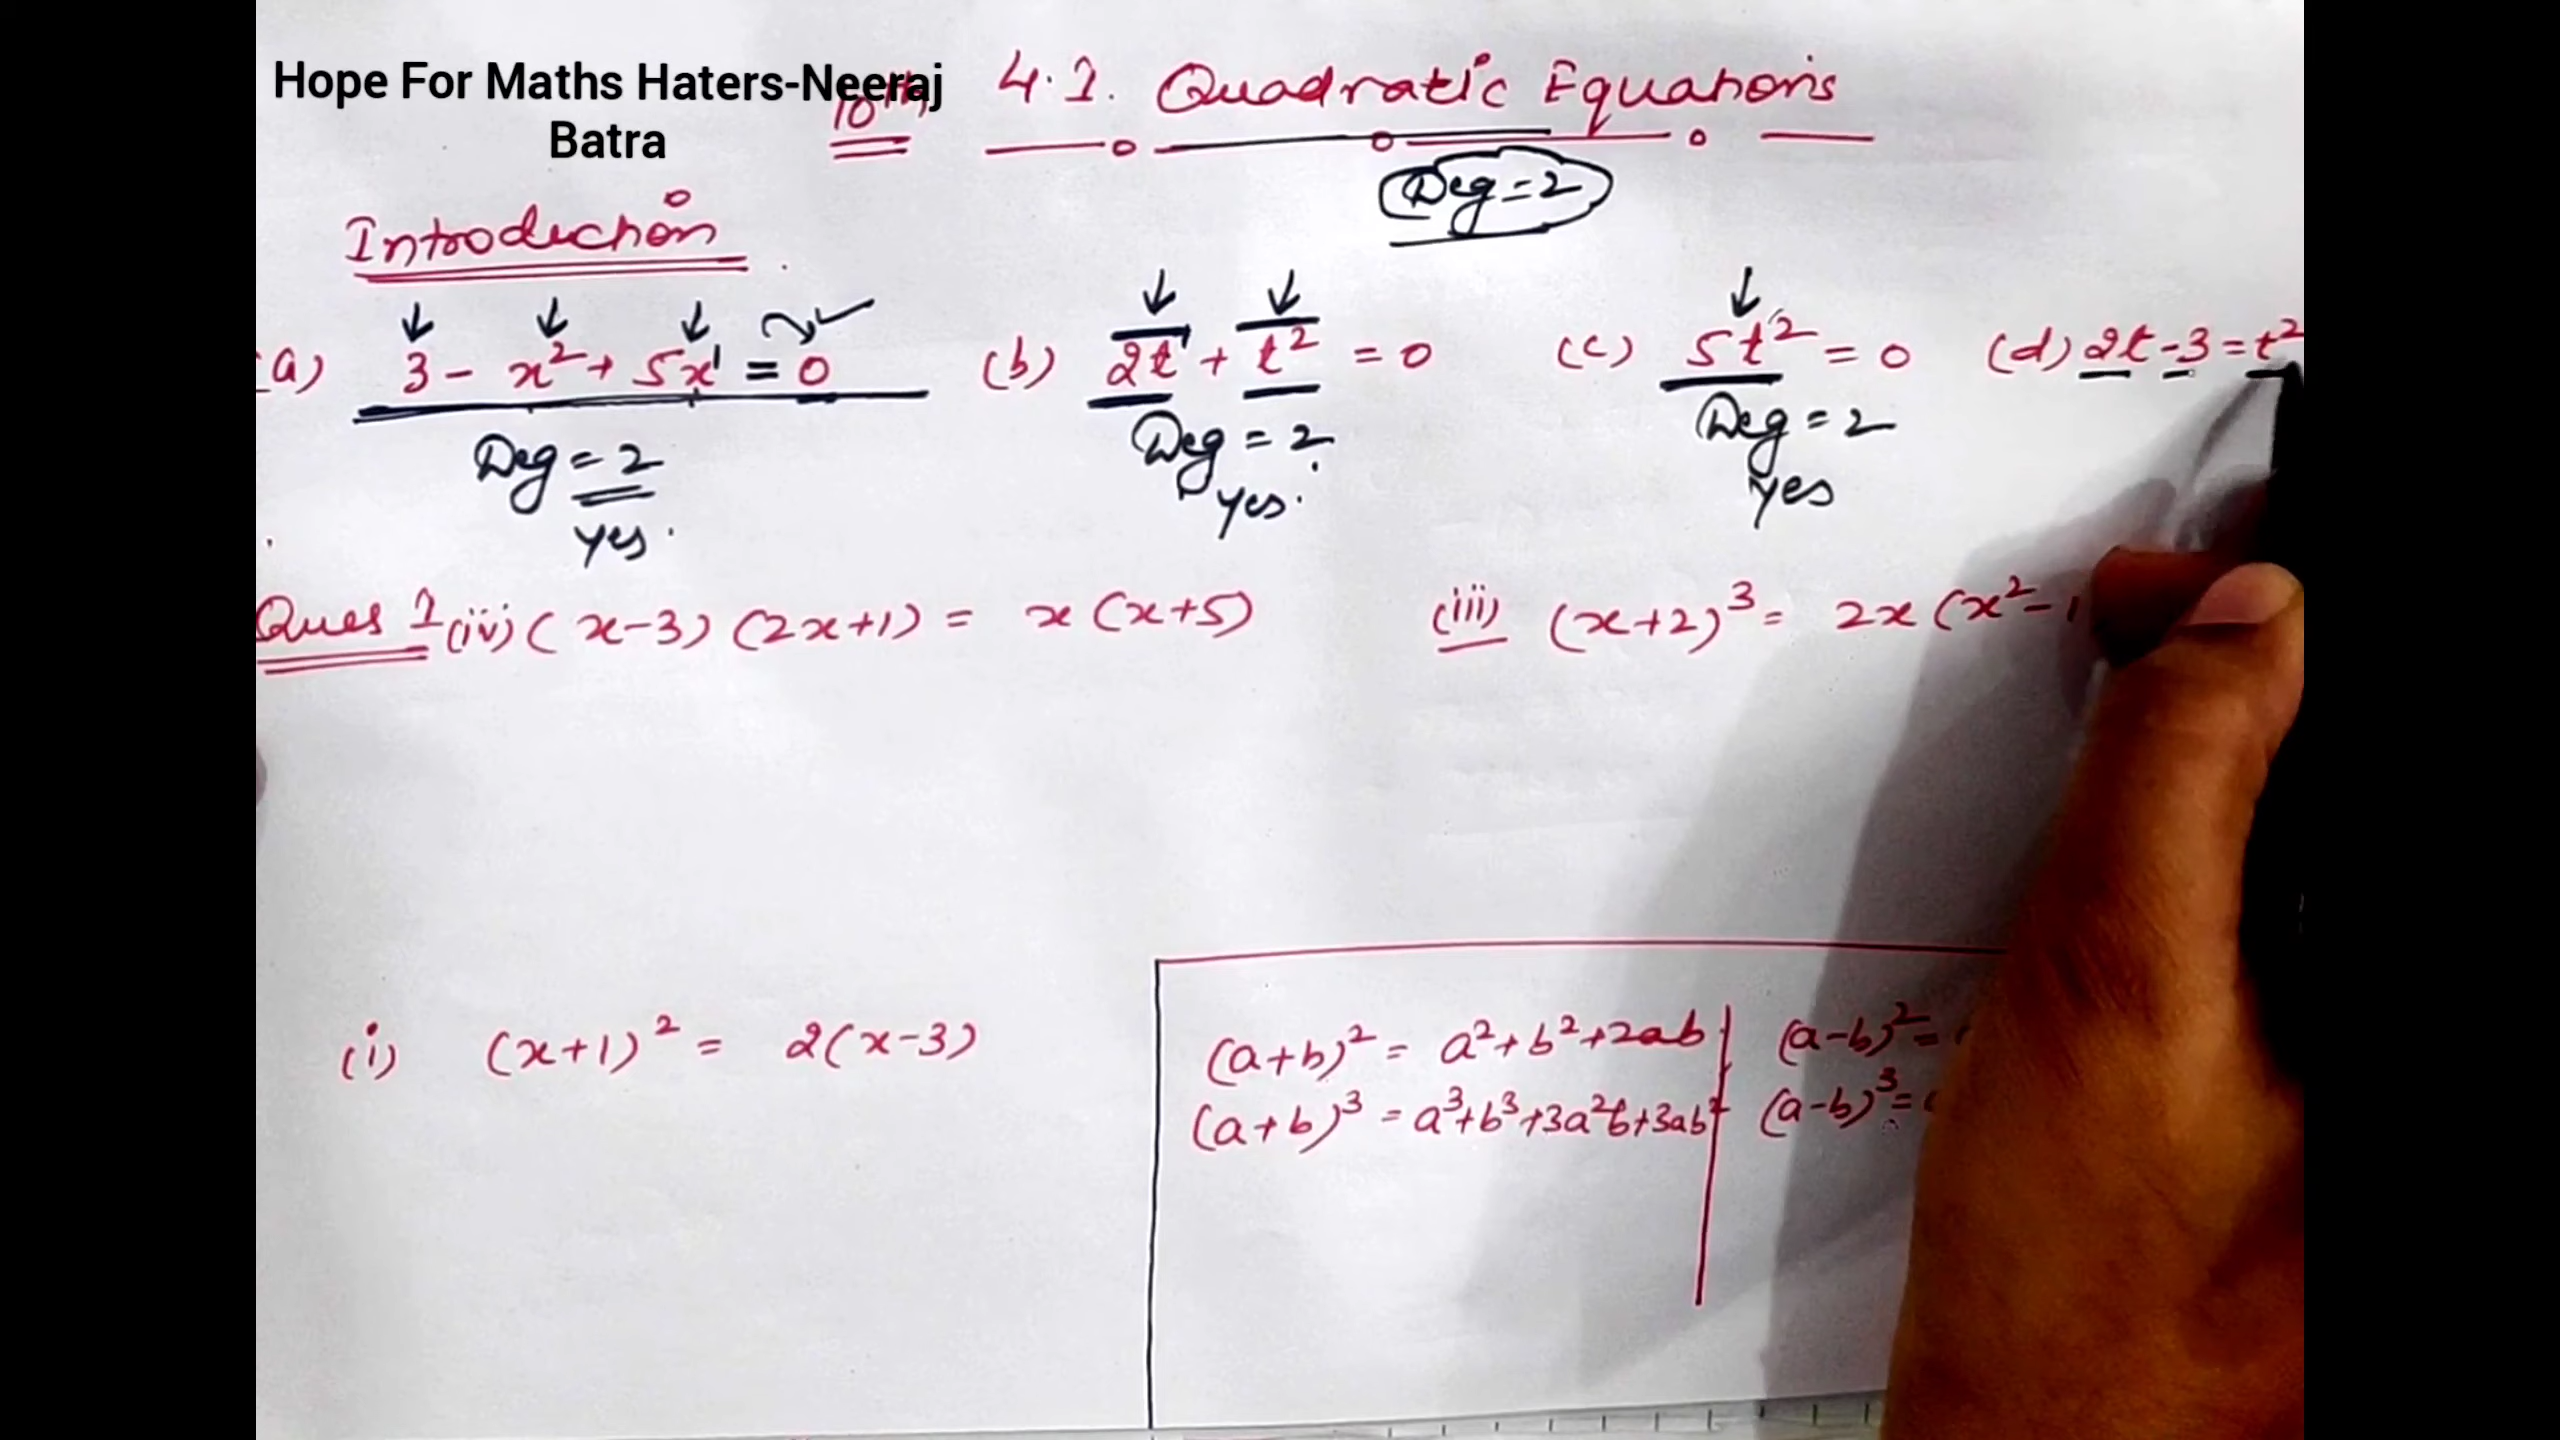 Hope For Maths Haters-Neeraj
Batra
10th 4.1. Quadratic Equations
Deg = 2
Introduction
(a) 3 - x² + 5x¹ = 0 (b) 2t¹ + t² = 0 (c) 5t² = 0 (d) 2t - 3 = t²
Deg = 2 Deg = 2 Deg = 2
yes. yes. yes
Ques 1 (iv) (x-3) (2x+1) = x(x+5) (iii) (x+2)³ = 2x(x²-1
(i) (x+1)² = 2(x-3)
(a+b)² = a²+b²+2ab (a-b)² =
(a+b)³ = a³+b³+3a²b+3ab² (a-b)³ =